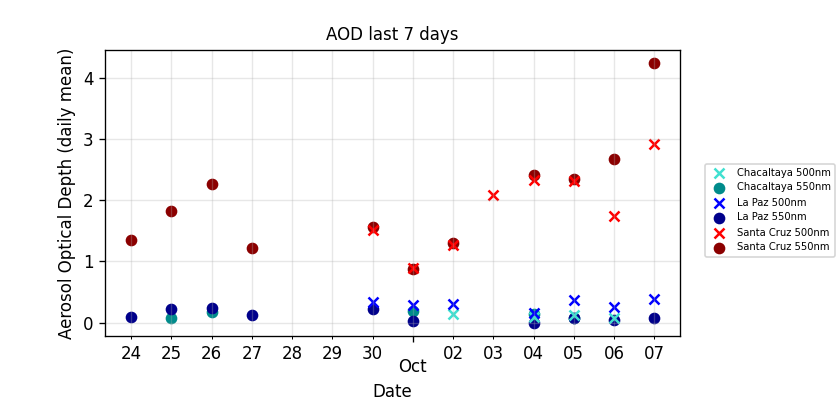 AOD last 7 days
Aerosol Optical Depth (daily mean)
4
3
2
1
0
24 25 26 27 28 29 30 02 03 04 05 06 07
Oct
Date
Chacaltaya 500nm
Chacaltaya 550nm
La Paz 500nm
La Paz 550nm
Santa Cruz 500nm
Santa Cruz 550nm